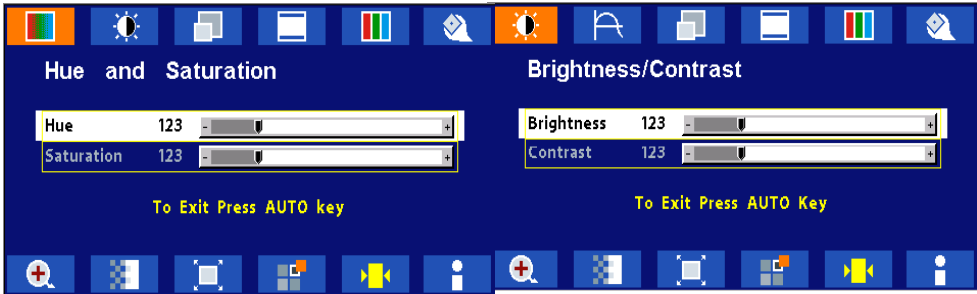 Hue and Saturation
Hue 123 - +
Saturation 123 - +
To Exit Press AUTO key
Brightness/Contrast
Brightness 123 - +
Contrast 123 - +
To Exit Press AUTO Key